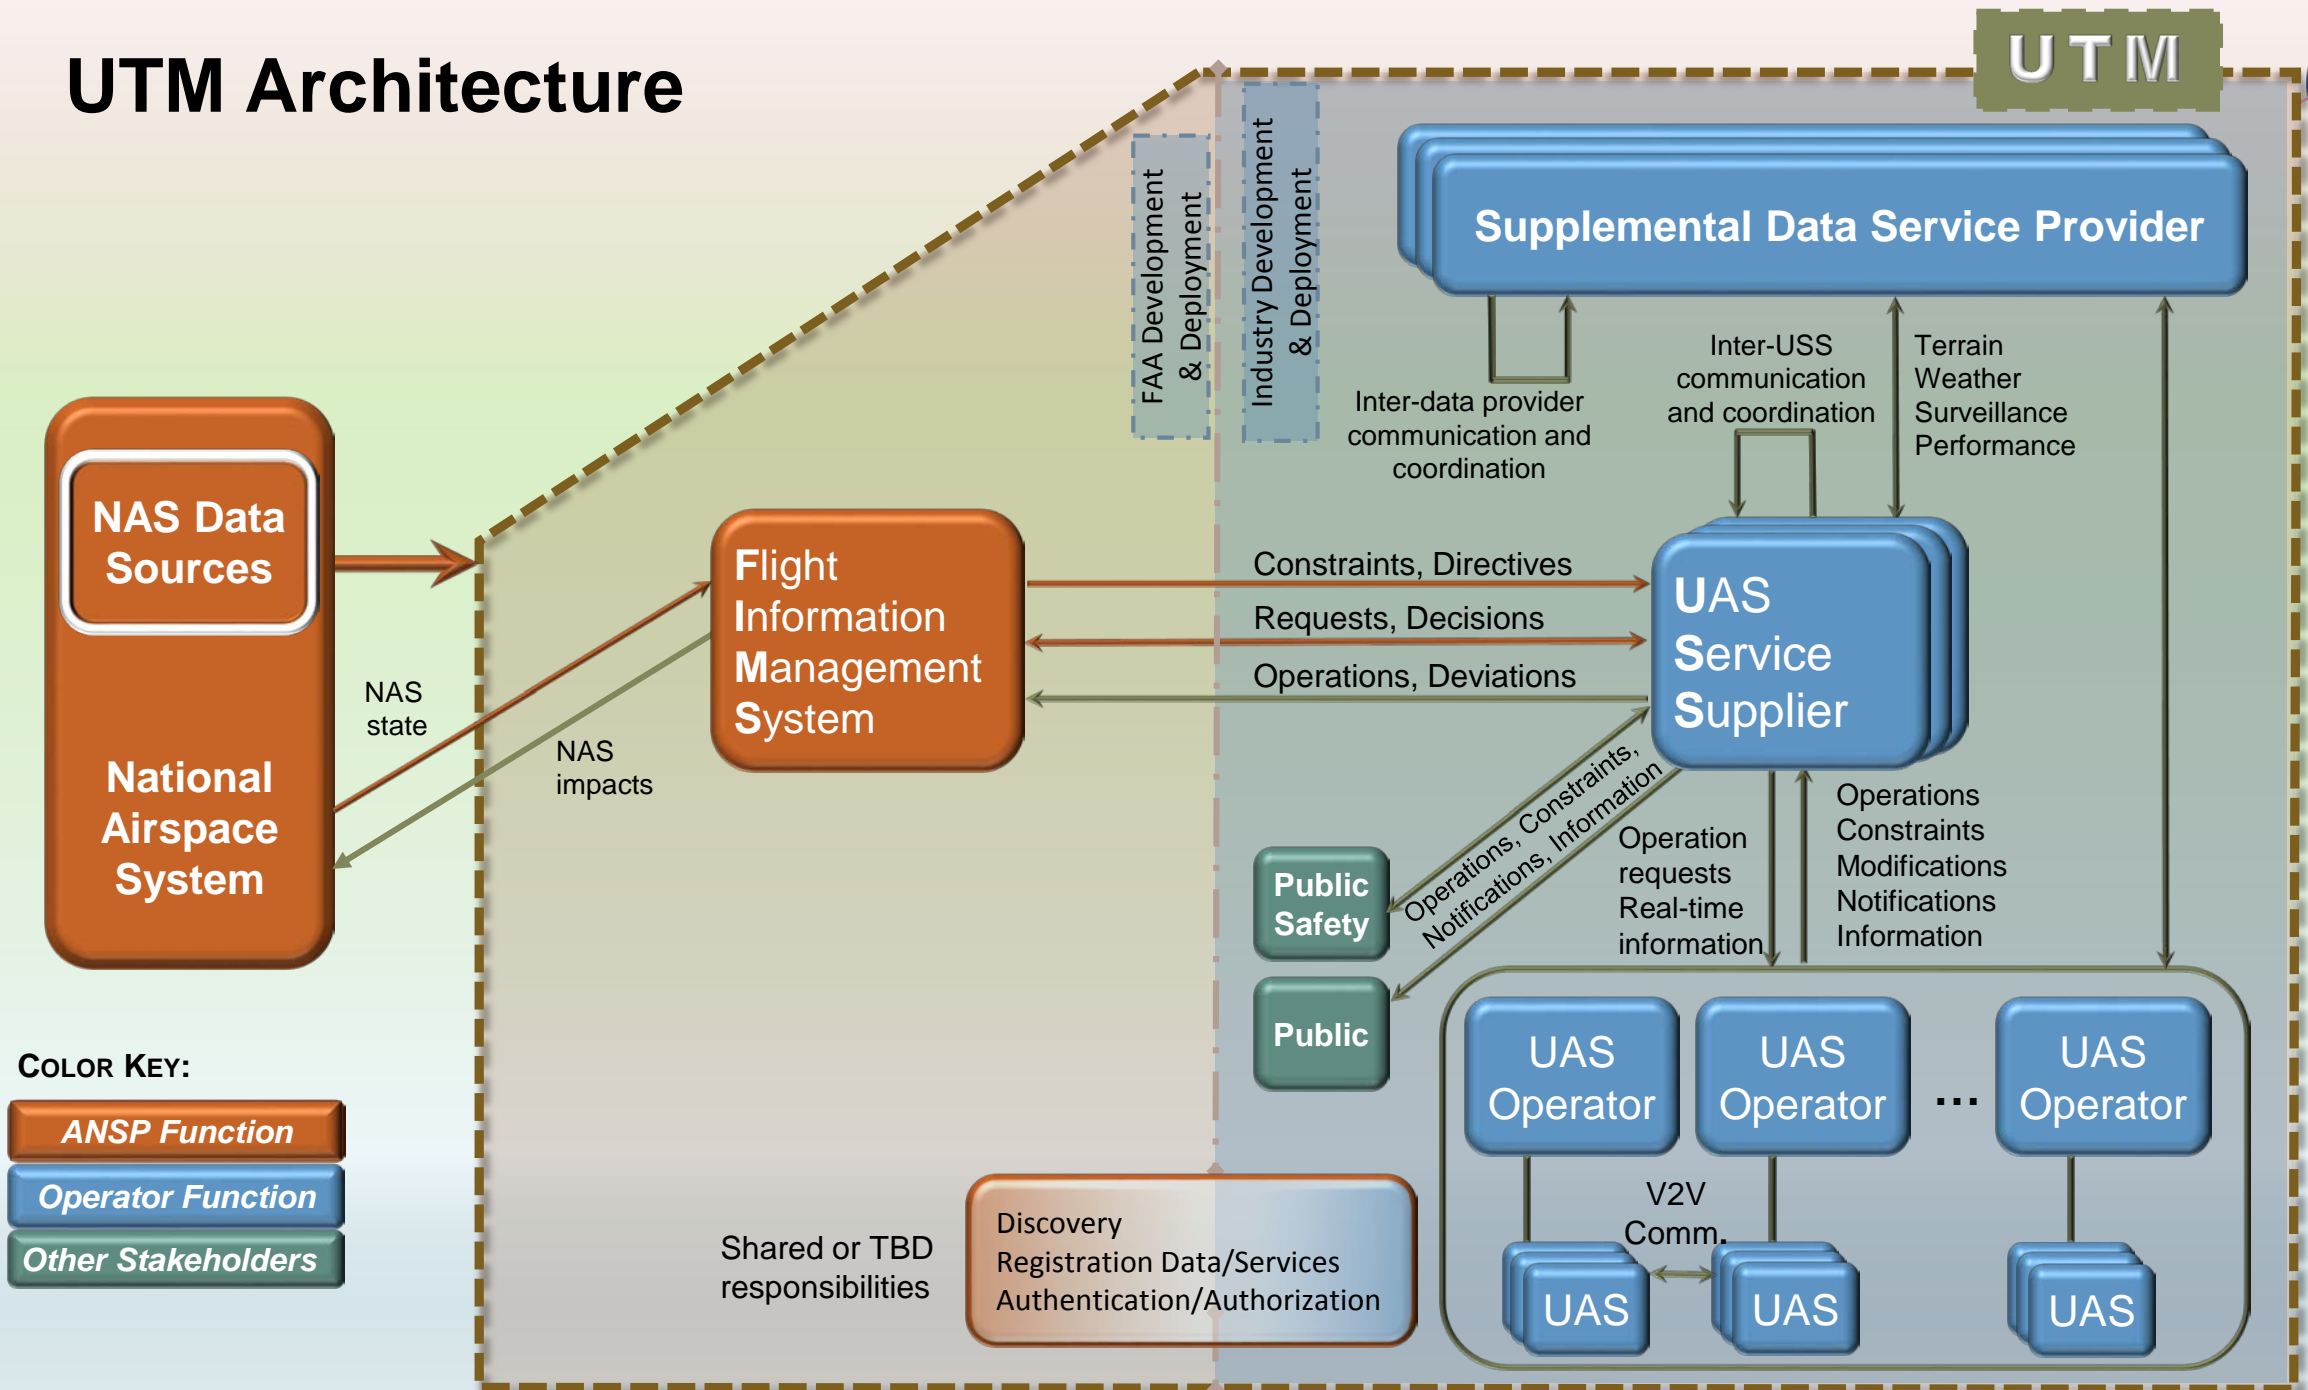 UTM Architecture
UTM
FAA Development
& Deployment
Industry Development
& Deployment
Supplemental Data Service Provider
Inter-data provider
communication and
coordination
Inter-USS
communication
and coordination
Terrain
Weather
Surveillance
Performance
NAS Data
Sources
National
Airspace
System
NAS
state
NAS
impacts
Flight
Information
Management
System
Constraints, Directives
Requests, Decisions
Operations, Deviations
UAS
Service
Supplier
Operations, Constraints,
Notifications, Information
Operation
requests
Real-time
information
Operations
Constraints
Modifications
Notifications
Information
Public
Safety
Public
UAS
Operator
UAS
Operator
...
UAS
Operator
V2V
Comm.
UAS
UAS
UAS
COLOR KEY:
ANSP Function
Operator Function
Other Stakeholders
Shared or TBD
responsibilities
Discovery
Registration Data/Services
Authentication/Authorization